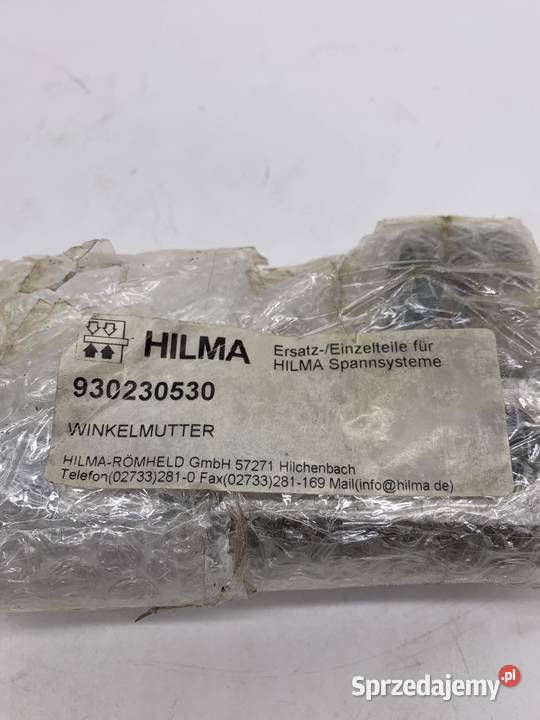 HILMA
Ersatz-/Einzelteile für
HILMA Spannsysteme
930230530
WINKELMUTTER
HILMA-RÖMHELD GmbH 57271 Hilchenbach
Telefon(02733)281-0 Fax(02733)281-169 Mail(info@hilma.de)
Sprzedajemy.pl